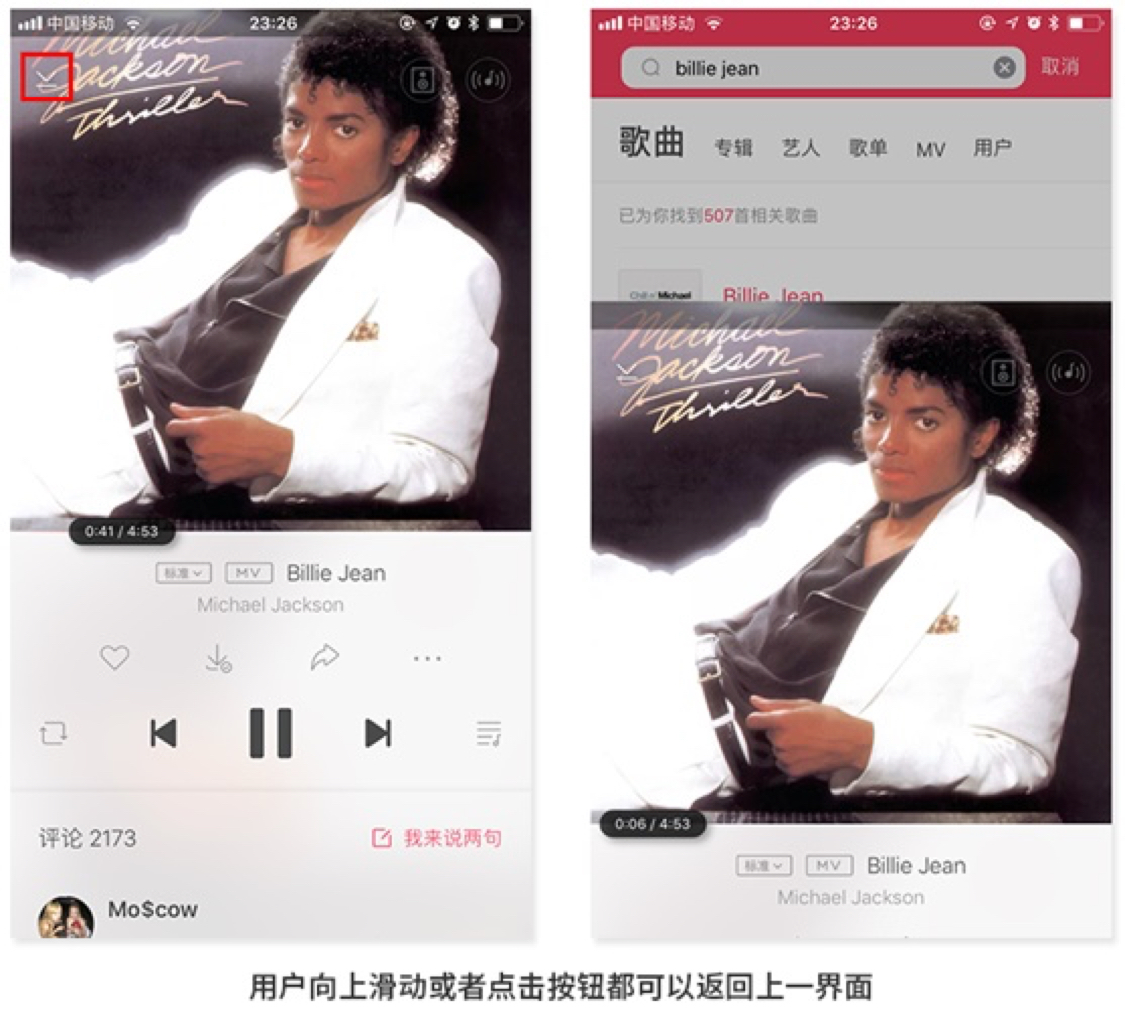 中国移动 23:26
Michael
Jackson
Thriller
0:41 / 4:53
标准 MV Billie Jean
Michael Jackson
评论 2173 我来说两句
Mo$cow
中国移动 23:26
billie jean 取消
歌曲 专辑 艺人 歌单 MV 用户
已为你找到507首相关歌曲
Chill n' Michael Billie Jean
Michael
Jackson
Thriller
0:06 / 4:53
标准 MV Billie Jean
Michael Jackson
用户向上滑动或者点击按钮都可以返回上一界面